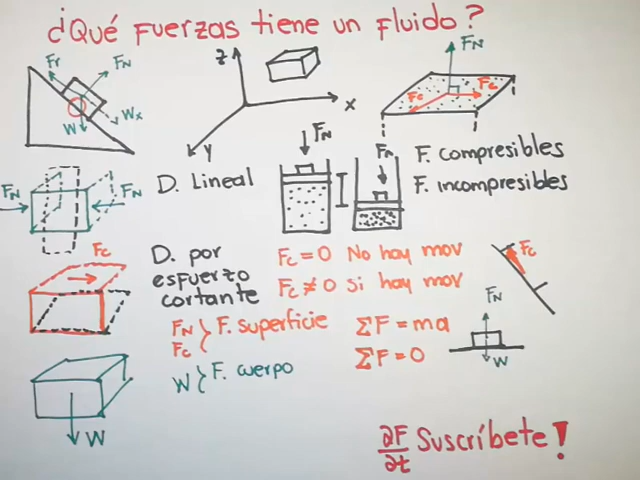 ¿Qué fuerzas tiene un fluido?
Fr
FN
W
Wx
Z
X
Y
FN
Fc
Fc
FN
FN
F. compresibles
F. incompresibles
FN
FN
D. Lineal
Fc
D. por
esfuerzo
cortante
Fc = 0 No hay mov
Fc ≠ 0 Si hay mov
Fc
FN
W
FN } F. superficie
Fc
ΣF = ma
ΣF = 0
W } F. cuerpo
W
∂F/∂t Suscríbete!